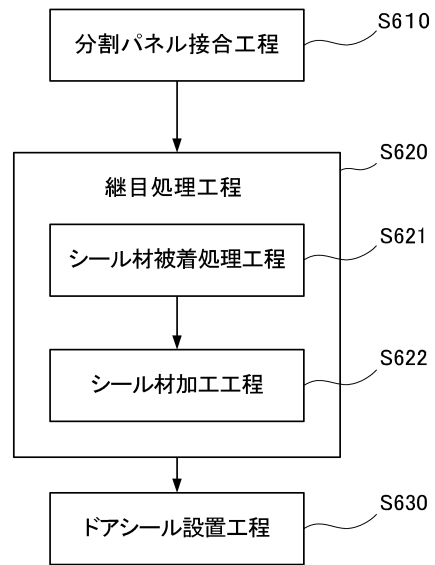 分割パネル接合工程
S610
継目処理工程
S620
シール材被着処理工程
S621
シール材加工工程
S622
ドアシール設置工程
S630